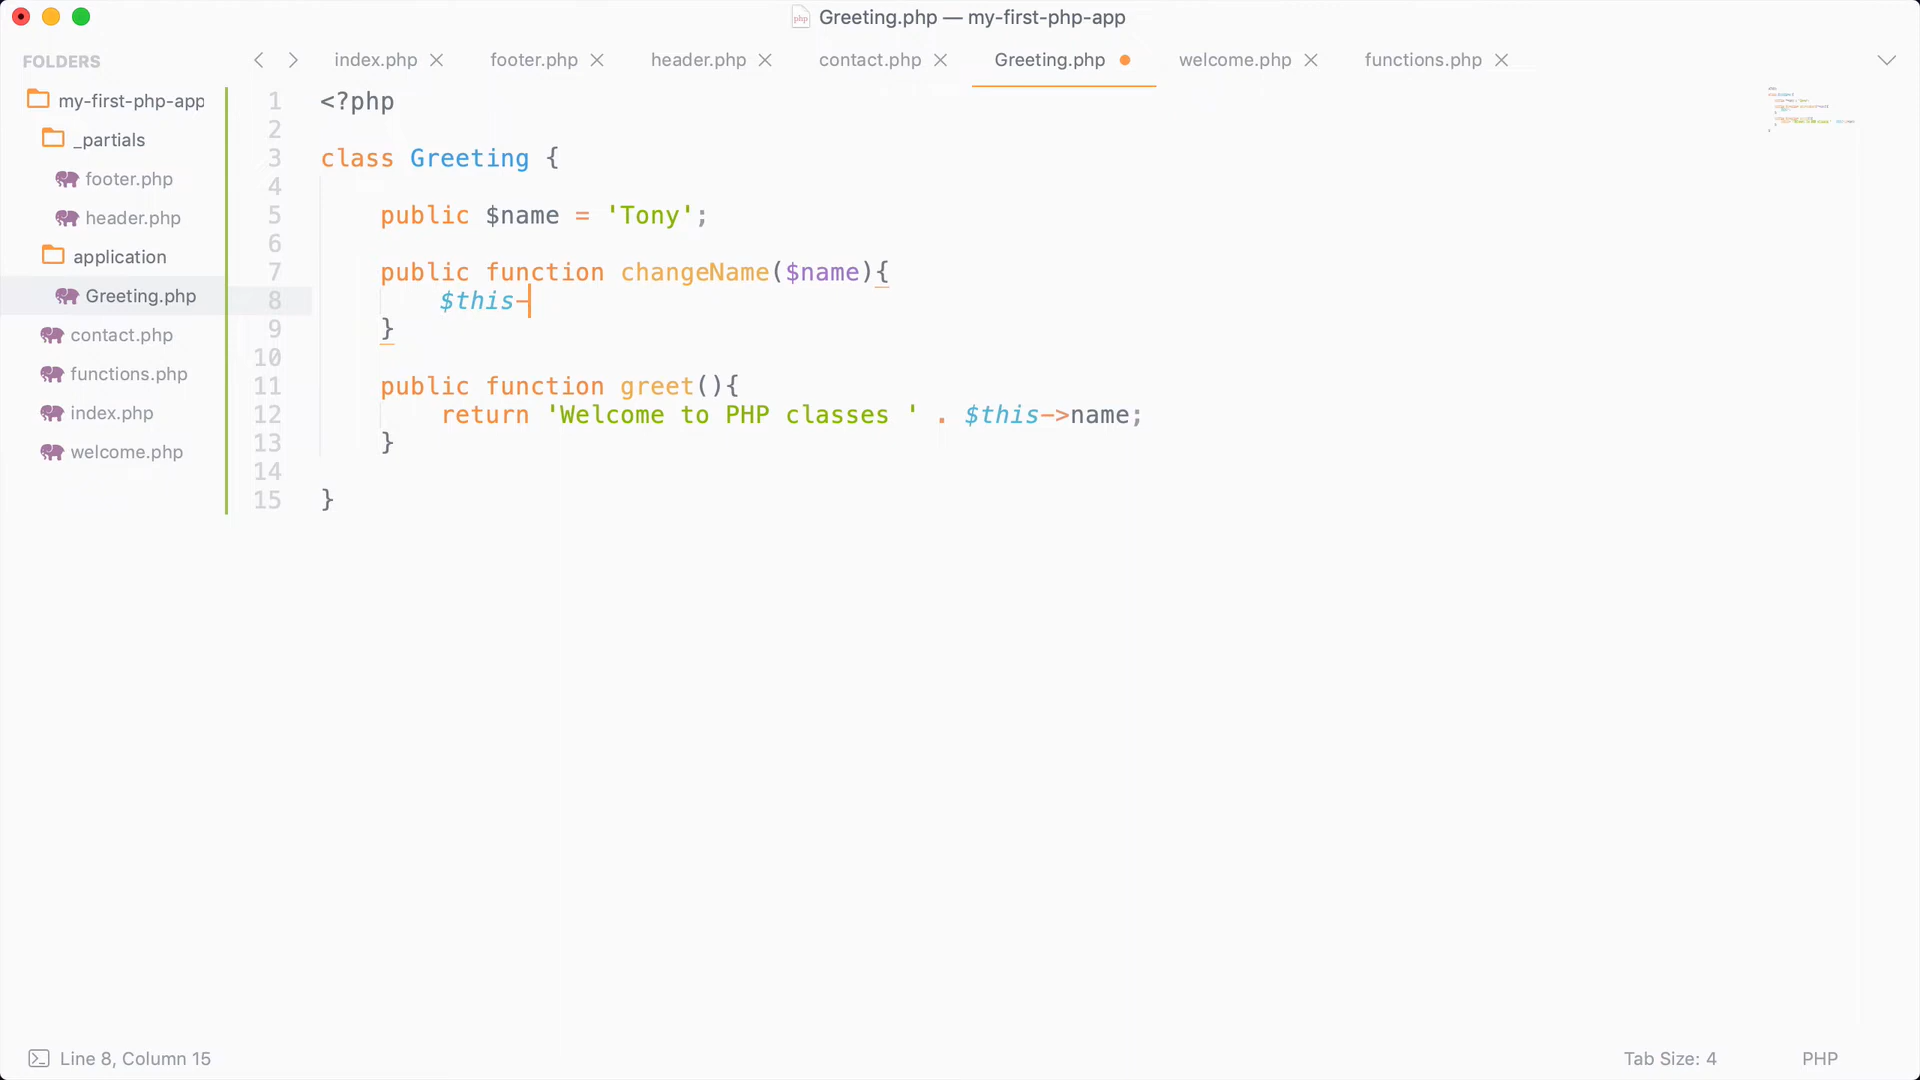 Greeting.php — my-first-php-app
FOLDERS
my-first-php-app
_partials
footer.php
header.php
application
Greeting.php
contact.php
functions.php
index.php
welcome.php
index.php footer.php header.php contact.php Greeting.php welcome.php functions.php
1 <?php
2
3 class Greeting {
4
5 public $name = 'Tony';
6
7 public function changeName($name){
8 $this-
9 }
10
11 public function greet(){
12 return 'Welcome to PHP classes ' . $this->name;
13 }
14
15 }
Line 8, Column 15 Tab Size: 4 PHP